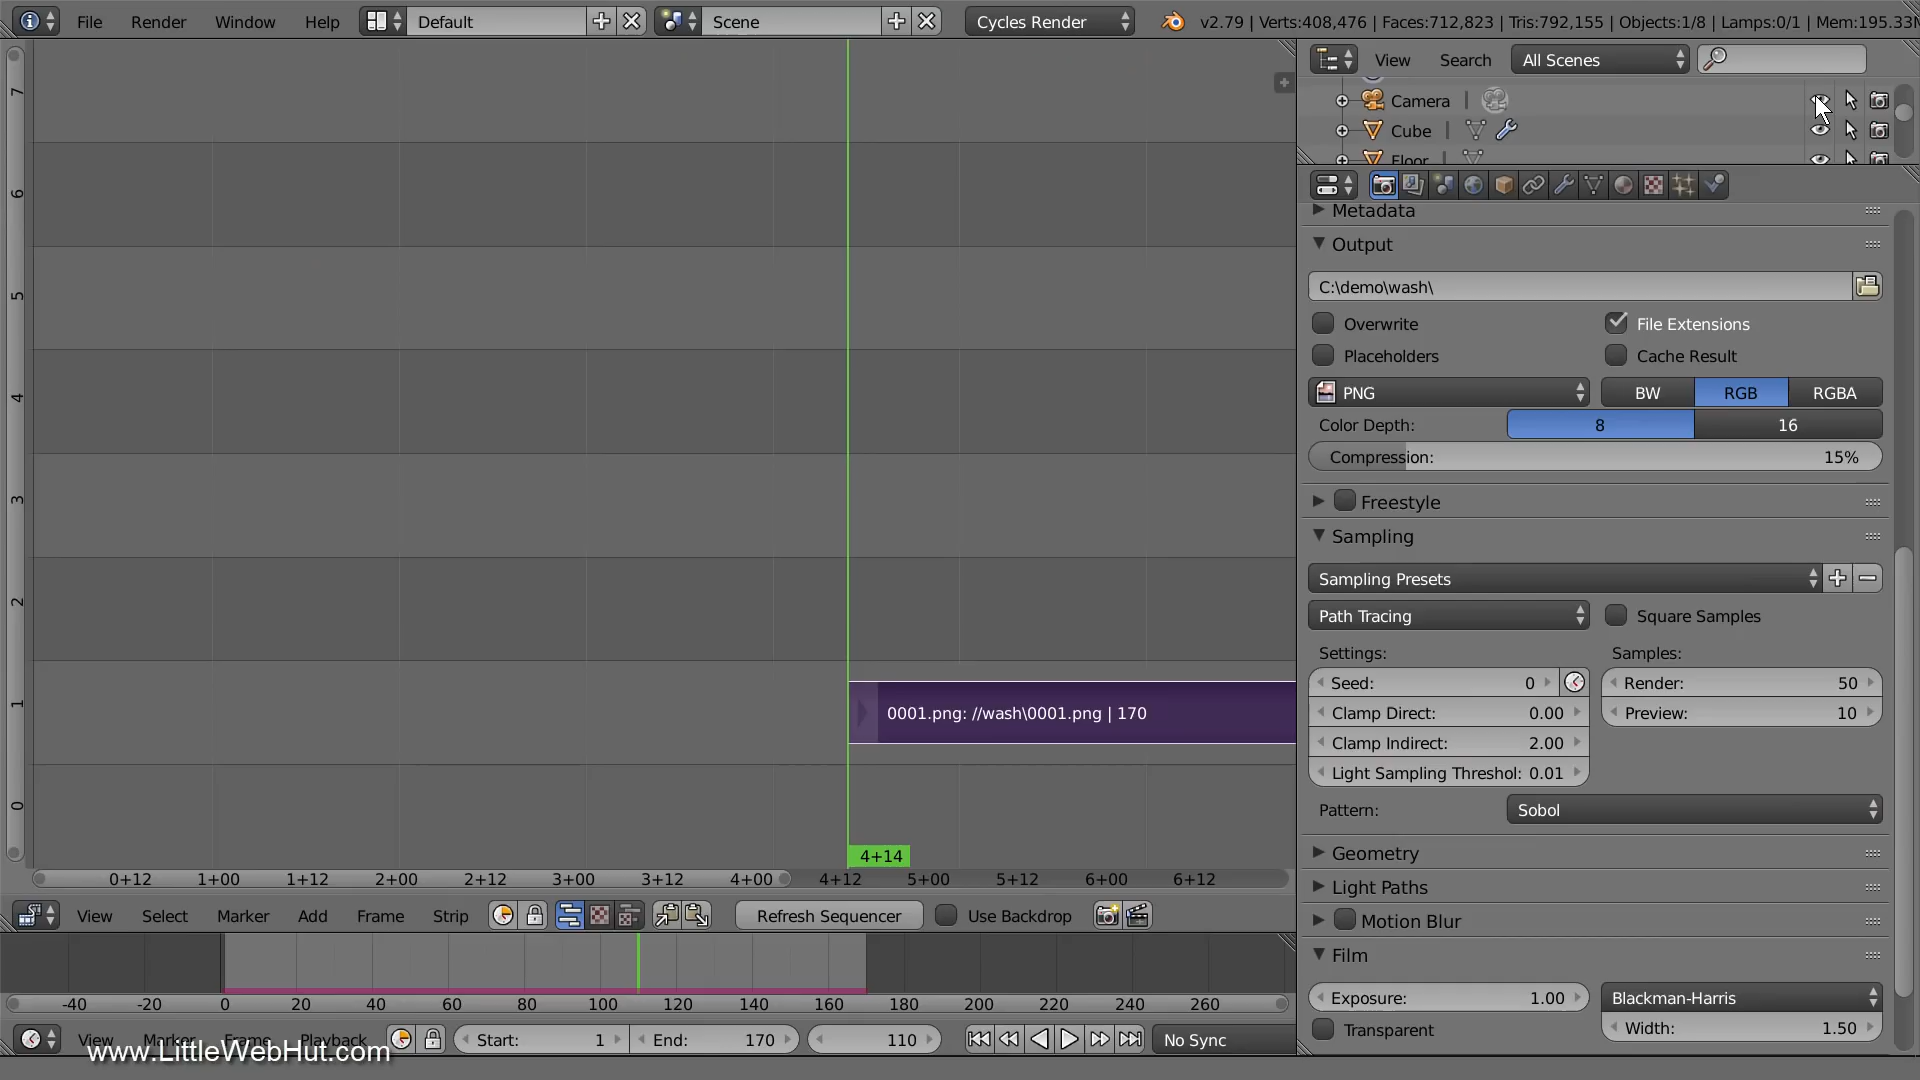 File Render Window Help Default Scene Cycles Render v2.79 | Verts:408,476 | Faces:712,823 | Tris:792,155 | Objects:1/8 | Lamps:0/1 | Mem:195.33M
View Search All Scenes
Camera
Cube
Floor
Metadata
Output
C:\demo\wash\
Overwrite File Extensions
Placeholders Cache Result
PNG BW RGB RGBA
Color Depth: 8 16
Compression: 15%
Freestyle
Sampling
Sampling Presets
Path Tracing Square Samples
Settings: Samples:
Seed: 0 Render: 50
Clamp Direct: 0.00 Preview: 10
Clamp Indirect: 2.00
Light Sampling Threshol: 0.01
Pattern: Sobol
Geometry
Light Paths
Motion Blur
Film
Exposure: 1.00 Blackman-Harris
Transparent Width: 1.50
7
6
5
4
3
2
1
0
0001.png: //wash\0001.png | 170
4+14
0+12 1+00 1+12 2+00 2+12 3+00 3+12 4+00 4+12 5+00 5+12 6+00 6+12
View Select Marker Add Frame Strip Refresh Sequencer Use Backdrop
-40 -20 0 20 40 60 80 100 120 140 160 180 200 220 240 260
View Marker Frame Playback Start: 1 End: 170 110 No Sync
www.LittleWebHut.com